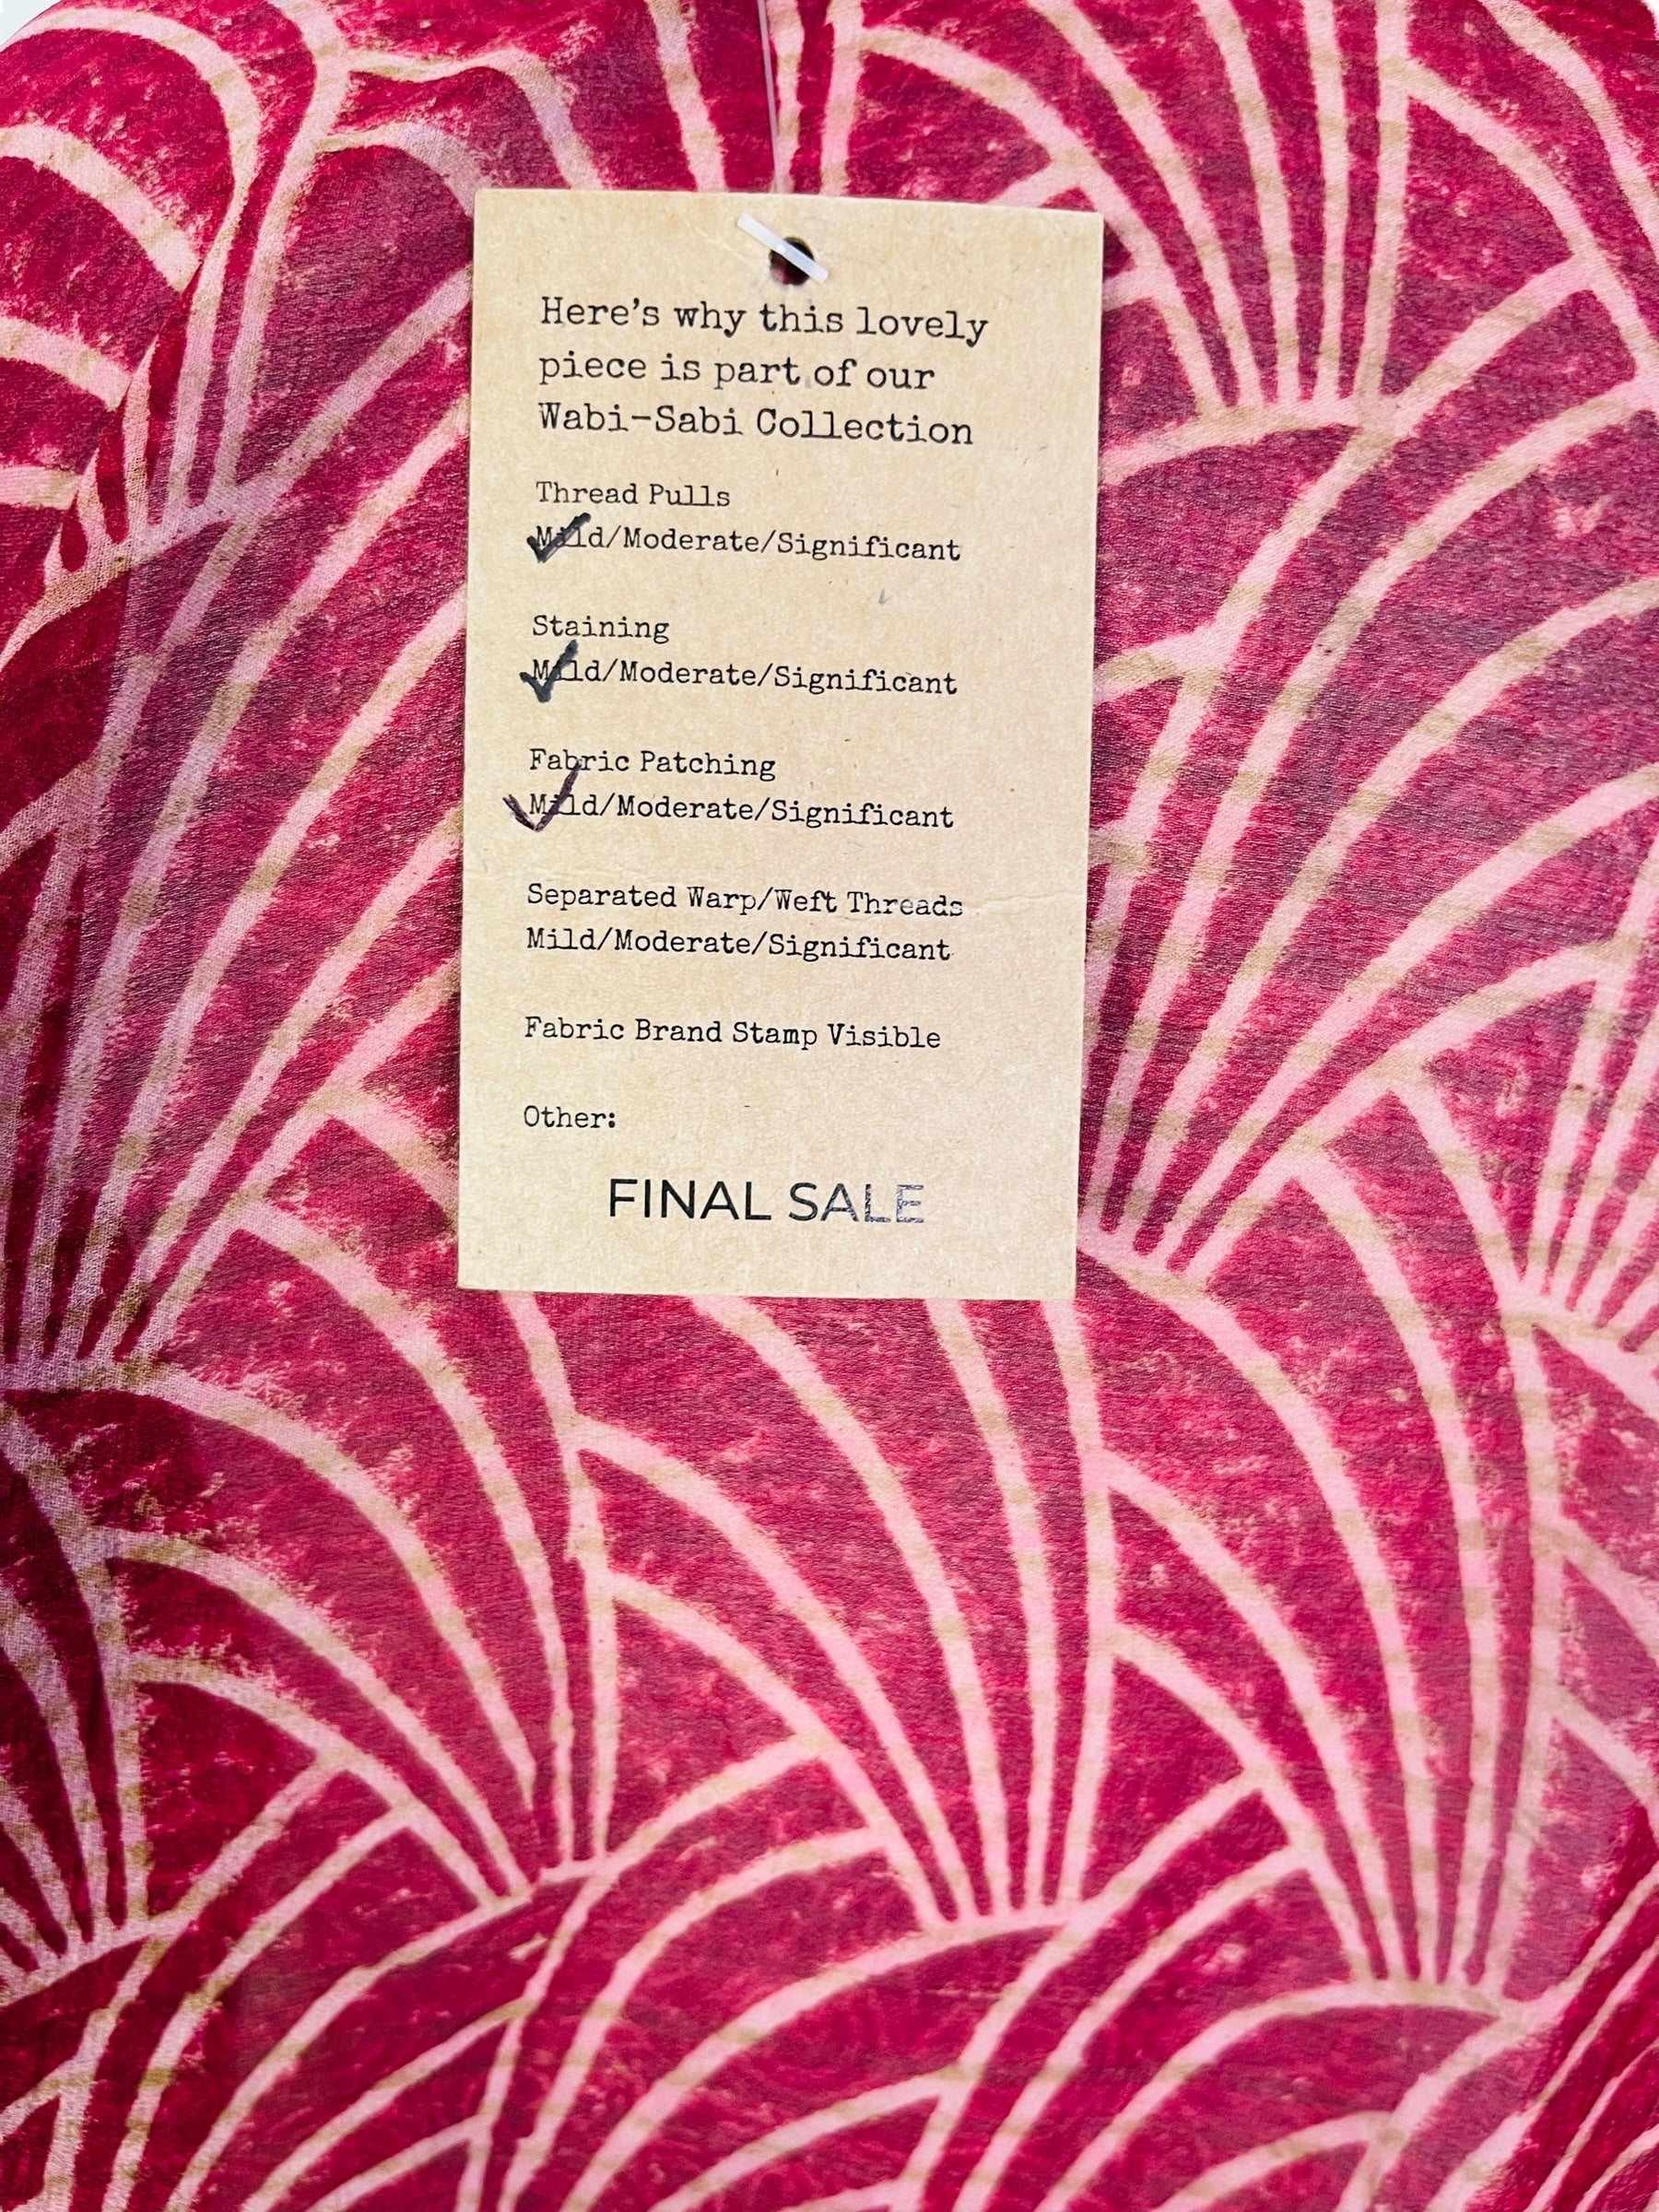 Here's why this lovely
piece is part of our
Wabi-Sabi Collection
Thread Pulls
Mild/Moderate/Significant
Staining
Mild/Moderate/Significant
Fabric Patching
Mild/Moderate/Significant
Separated Warp/Weft Threads
Mild/Moderate/Significant
Fabric Brand Stamp Visible
Other:
FINAL SALE